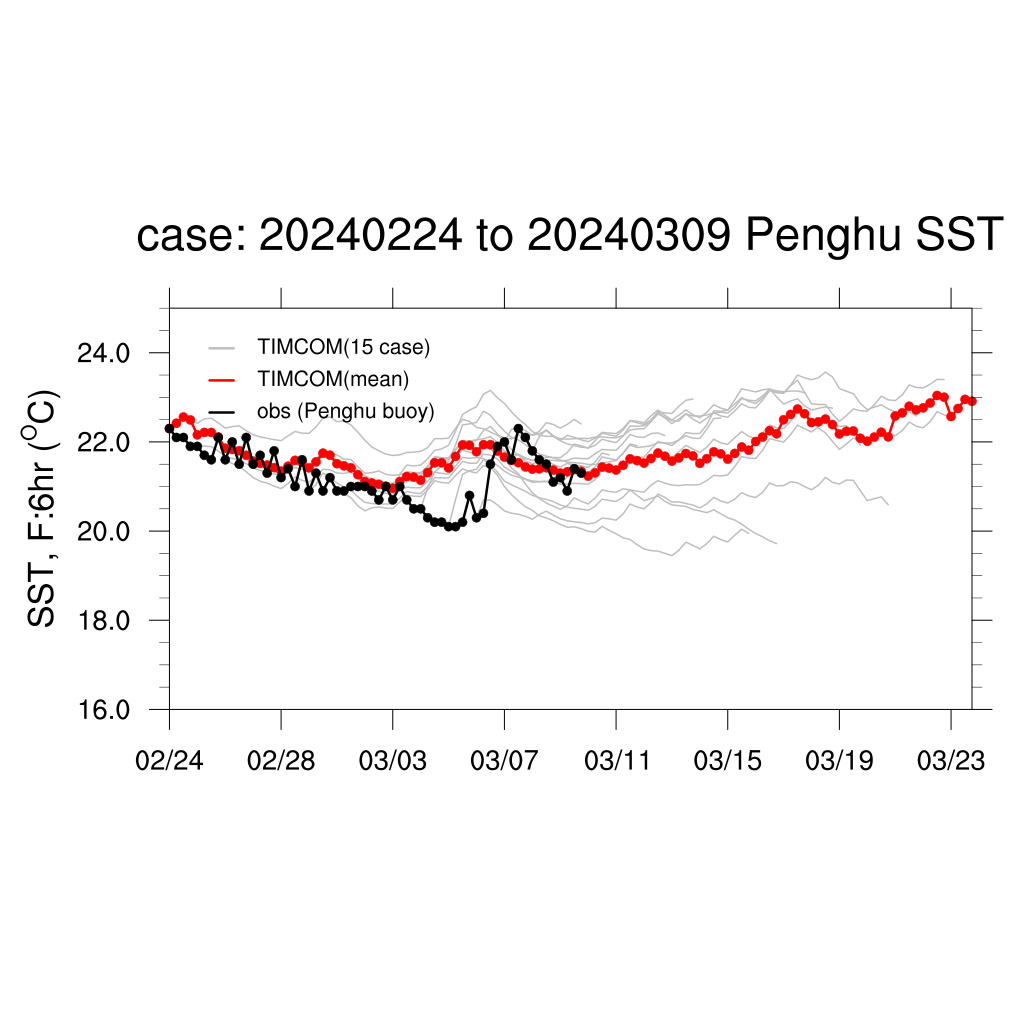 case: 20240224 to 20240309 Penghu SST
SST, F:6hr (°C)
24.0
22.0
20.0
18.0
16.0
TIMCOM(15 case)
TIMCOM(mean)
obs (Penghu buoy)
02/24 02/28 03/03 03/07 03/11 03/15 03/19 03/23